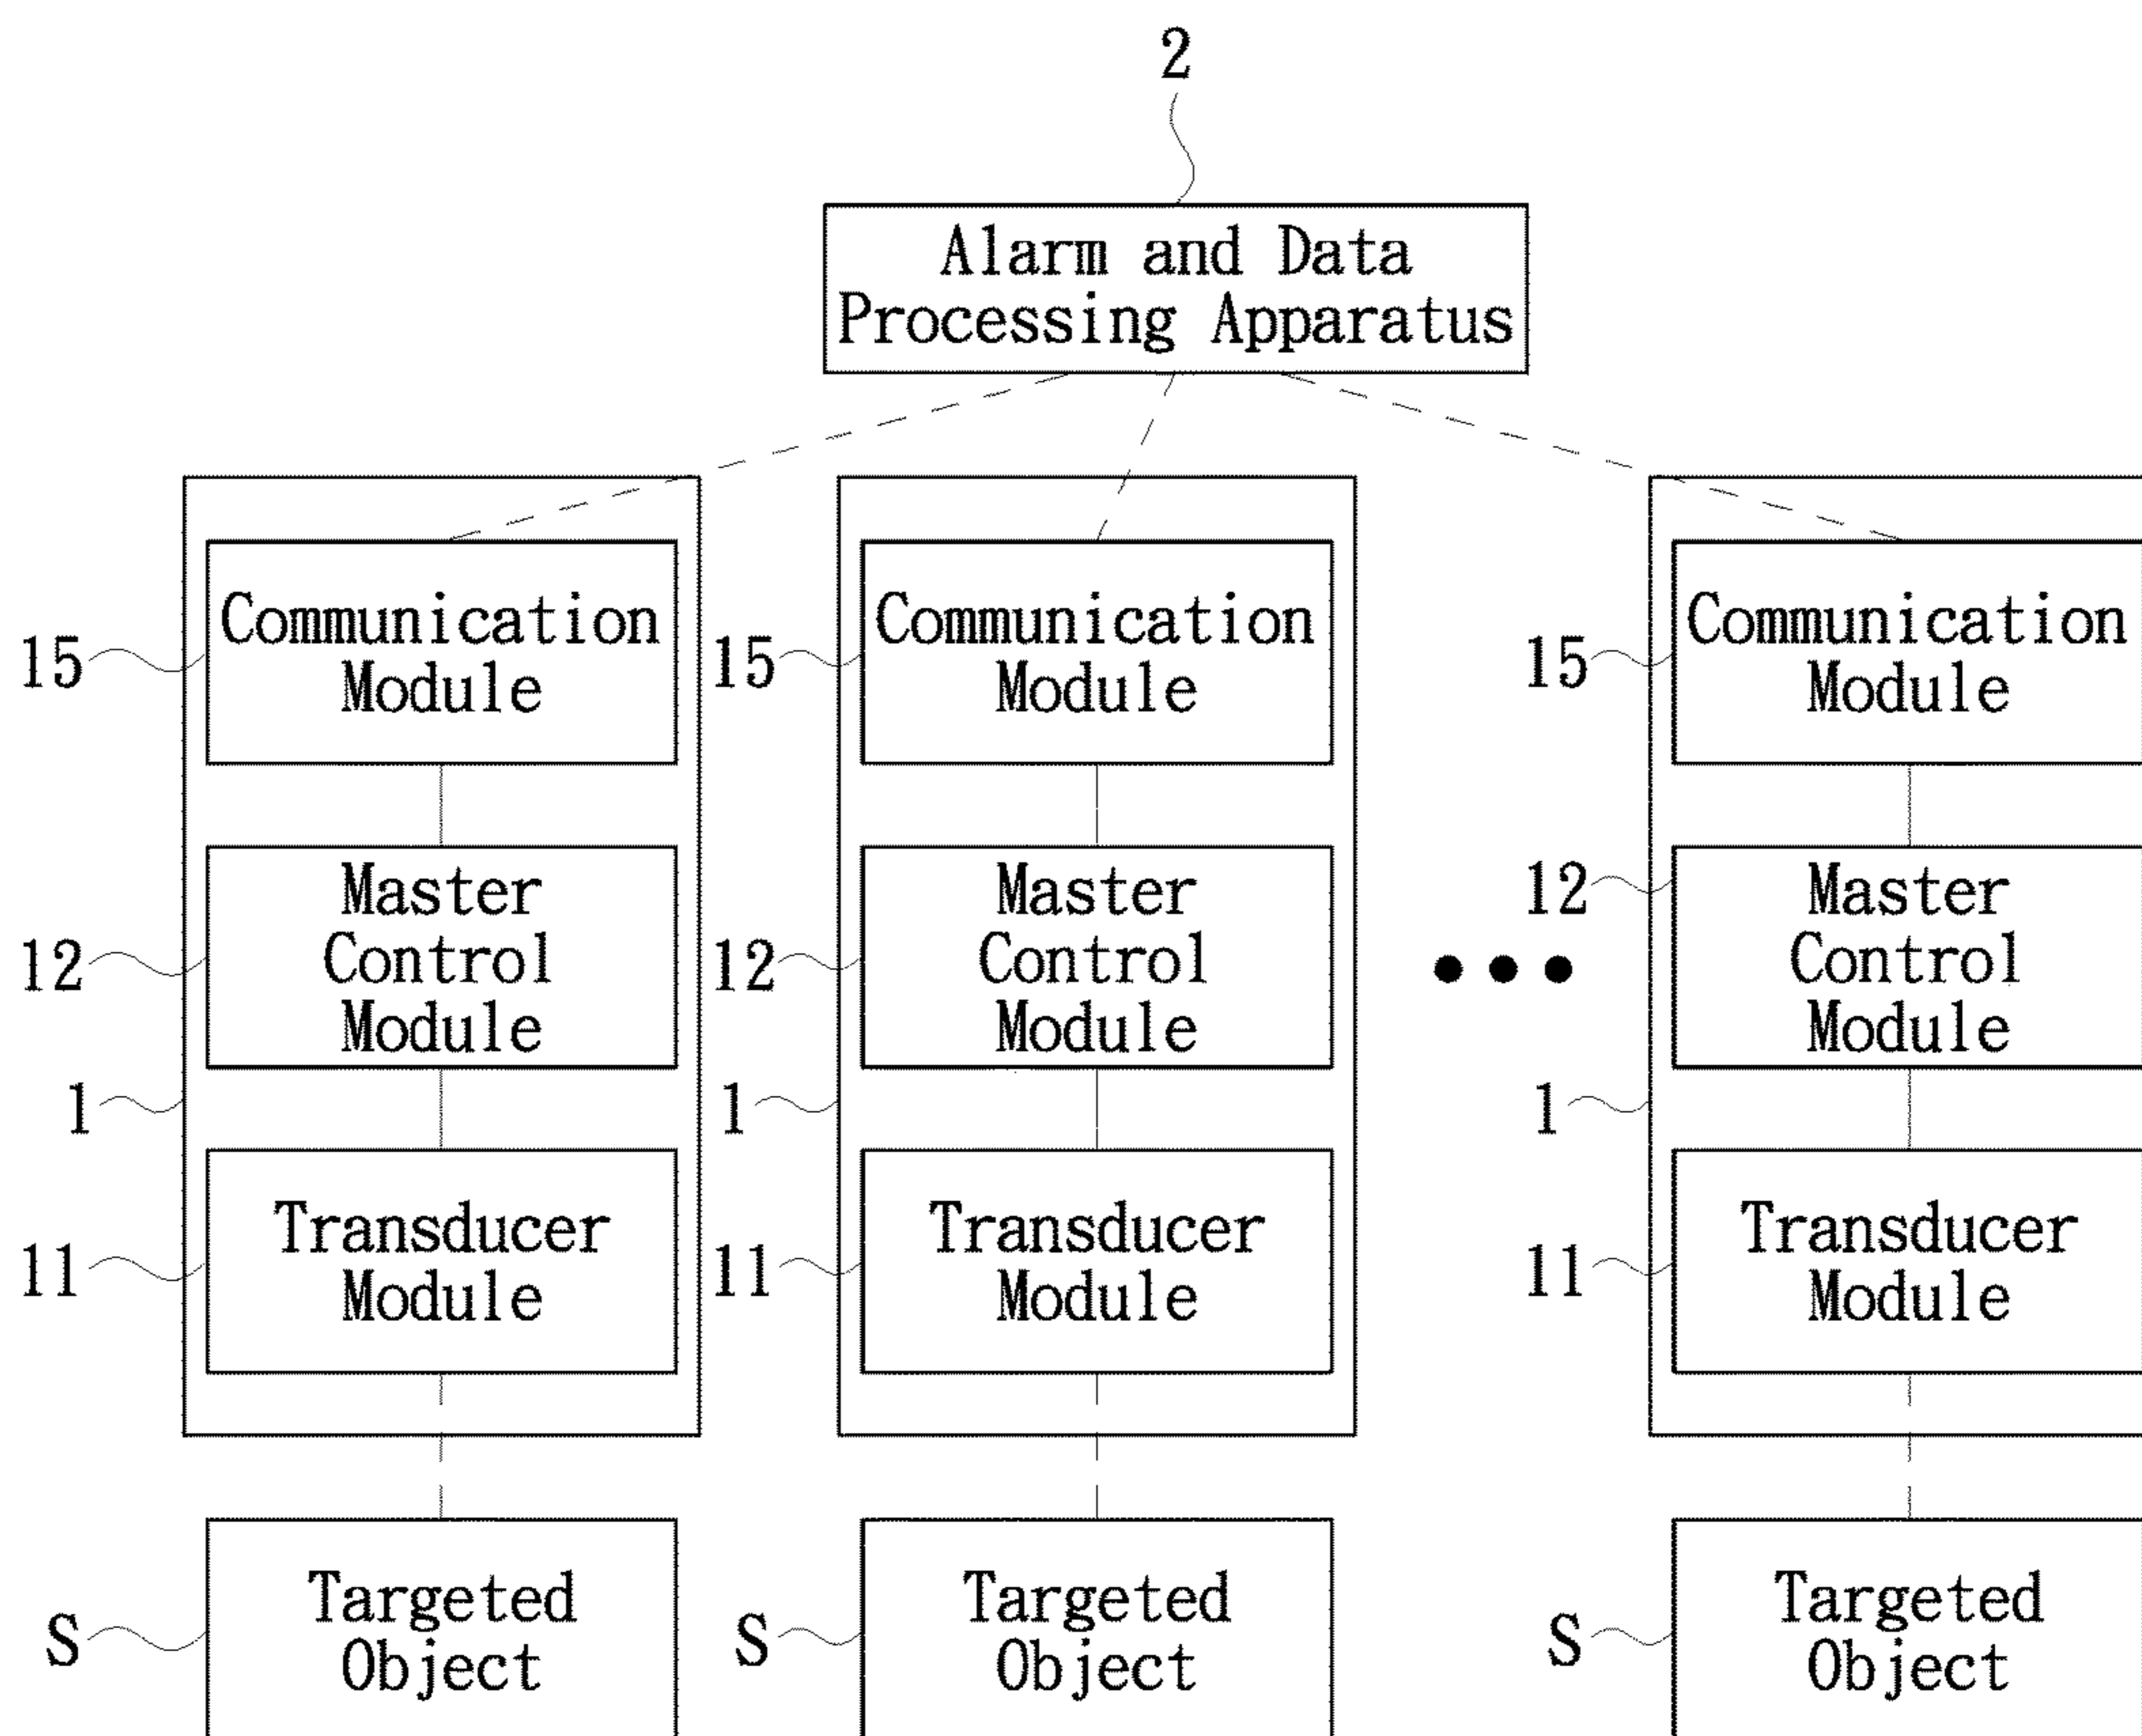 2
Alarm and Data
Processing Apparatus
15
Communication
Module
15
Communication
Module
15
Communication
Module
12
Master
Control
Module
12
Master
Control
Module
12
Master
Control
Module
1
1
1
11
Transducer
Module
11
Transducer
Module
11
Transducer
Module
S
Targeted
Object
S
Targeted
Object
S
Targeted
Object